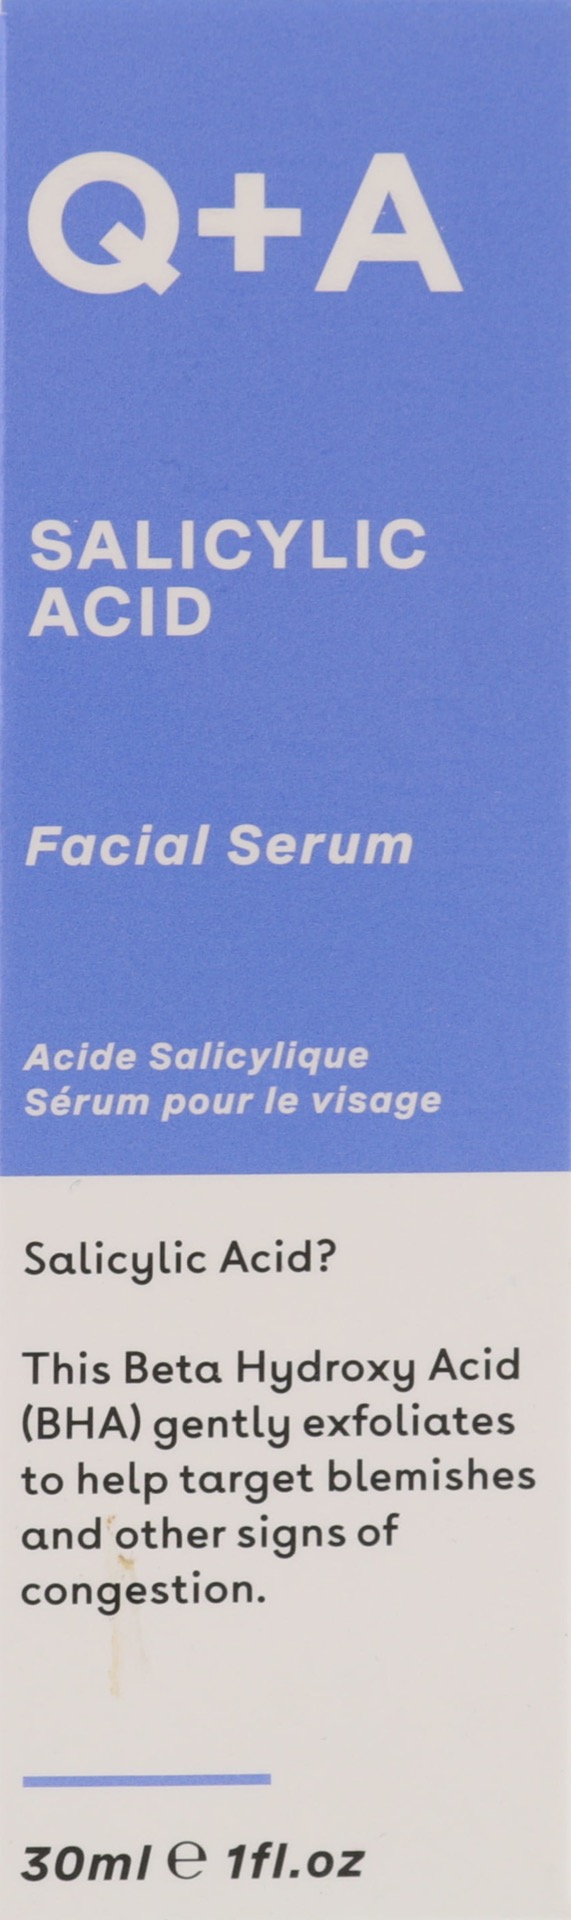 Q+A
SALICYLIC
ACID
Facial Serum
Acide Salicylique
Sérum pour le visage
Salicylic Acid?
This Beta Hydroxy Acid
(BHA) gently exfoliates
to help target blemishes
and other signs of
congestion.
30ml ℮ 1fl.oz